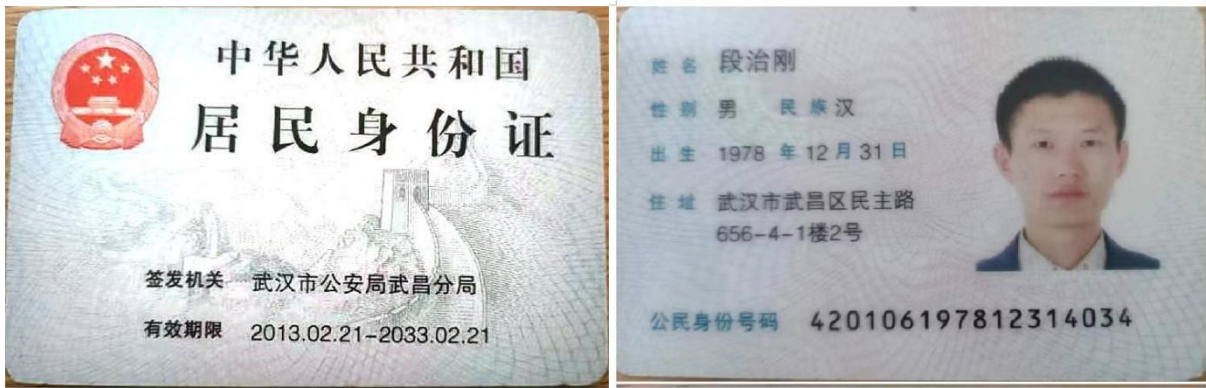 中华人民共和国
居民身份证
签发机关 武汉市公安局武昌分局
有效期限 2013.02.21-2033.02.21
姓名 段治刚
性别 男 民族 汉
出生 1978 年 12 月 31 日
住址 武汉市武昌区民主路
656-4-1楼2号
公民身份号码 420106197812314034